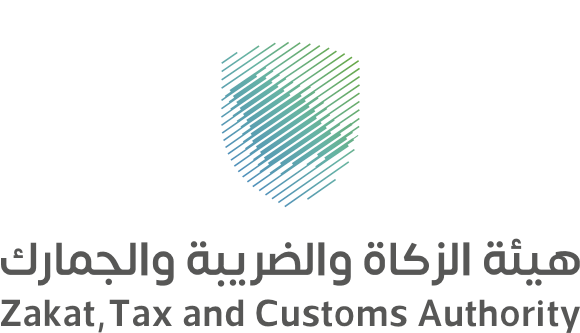 هيئة الزكاة والضريبة والجمارك
Zakat, Tax and Customs Authority